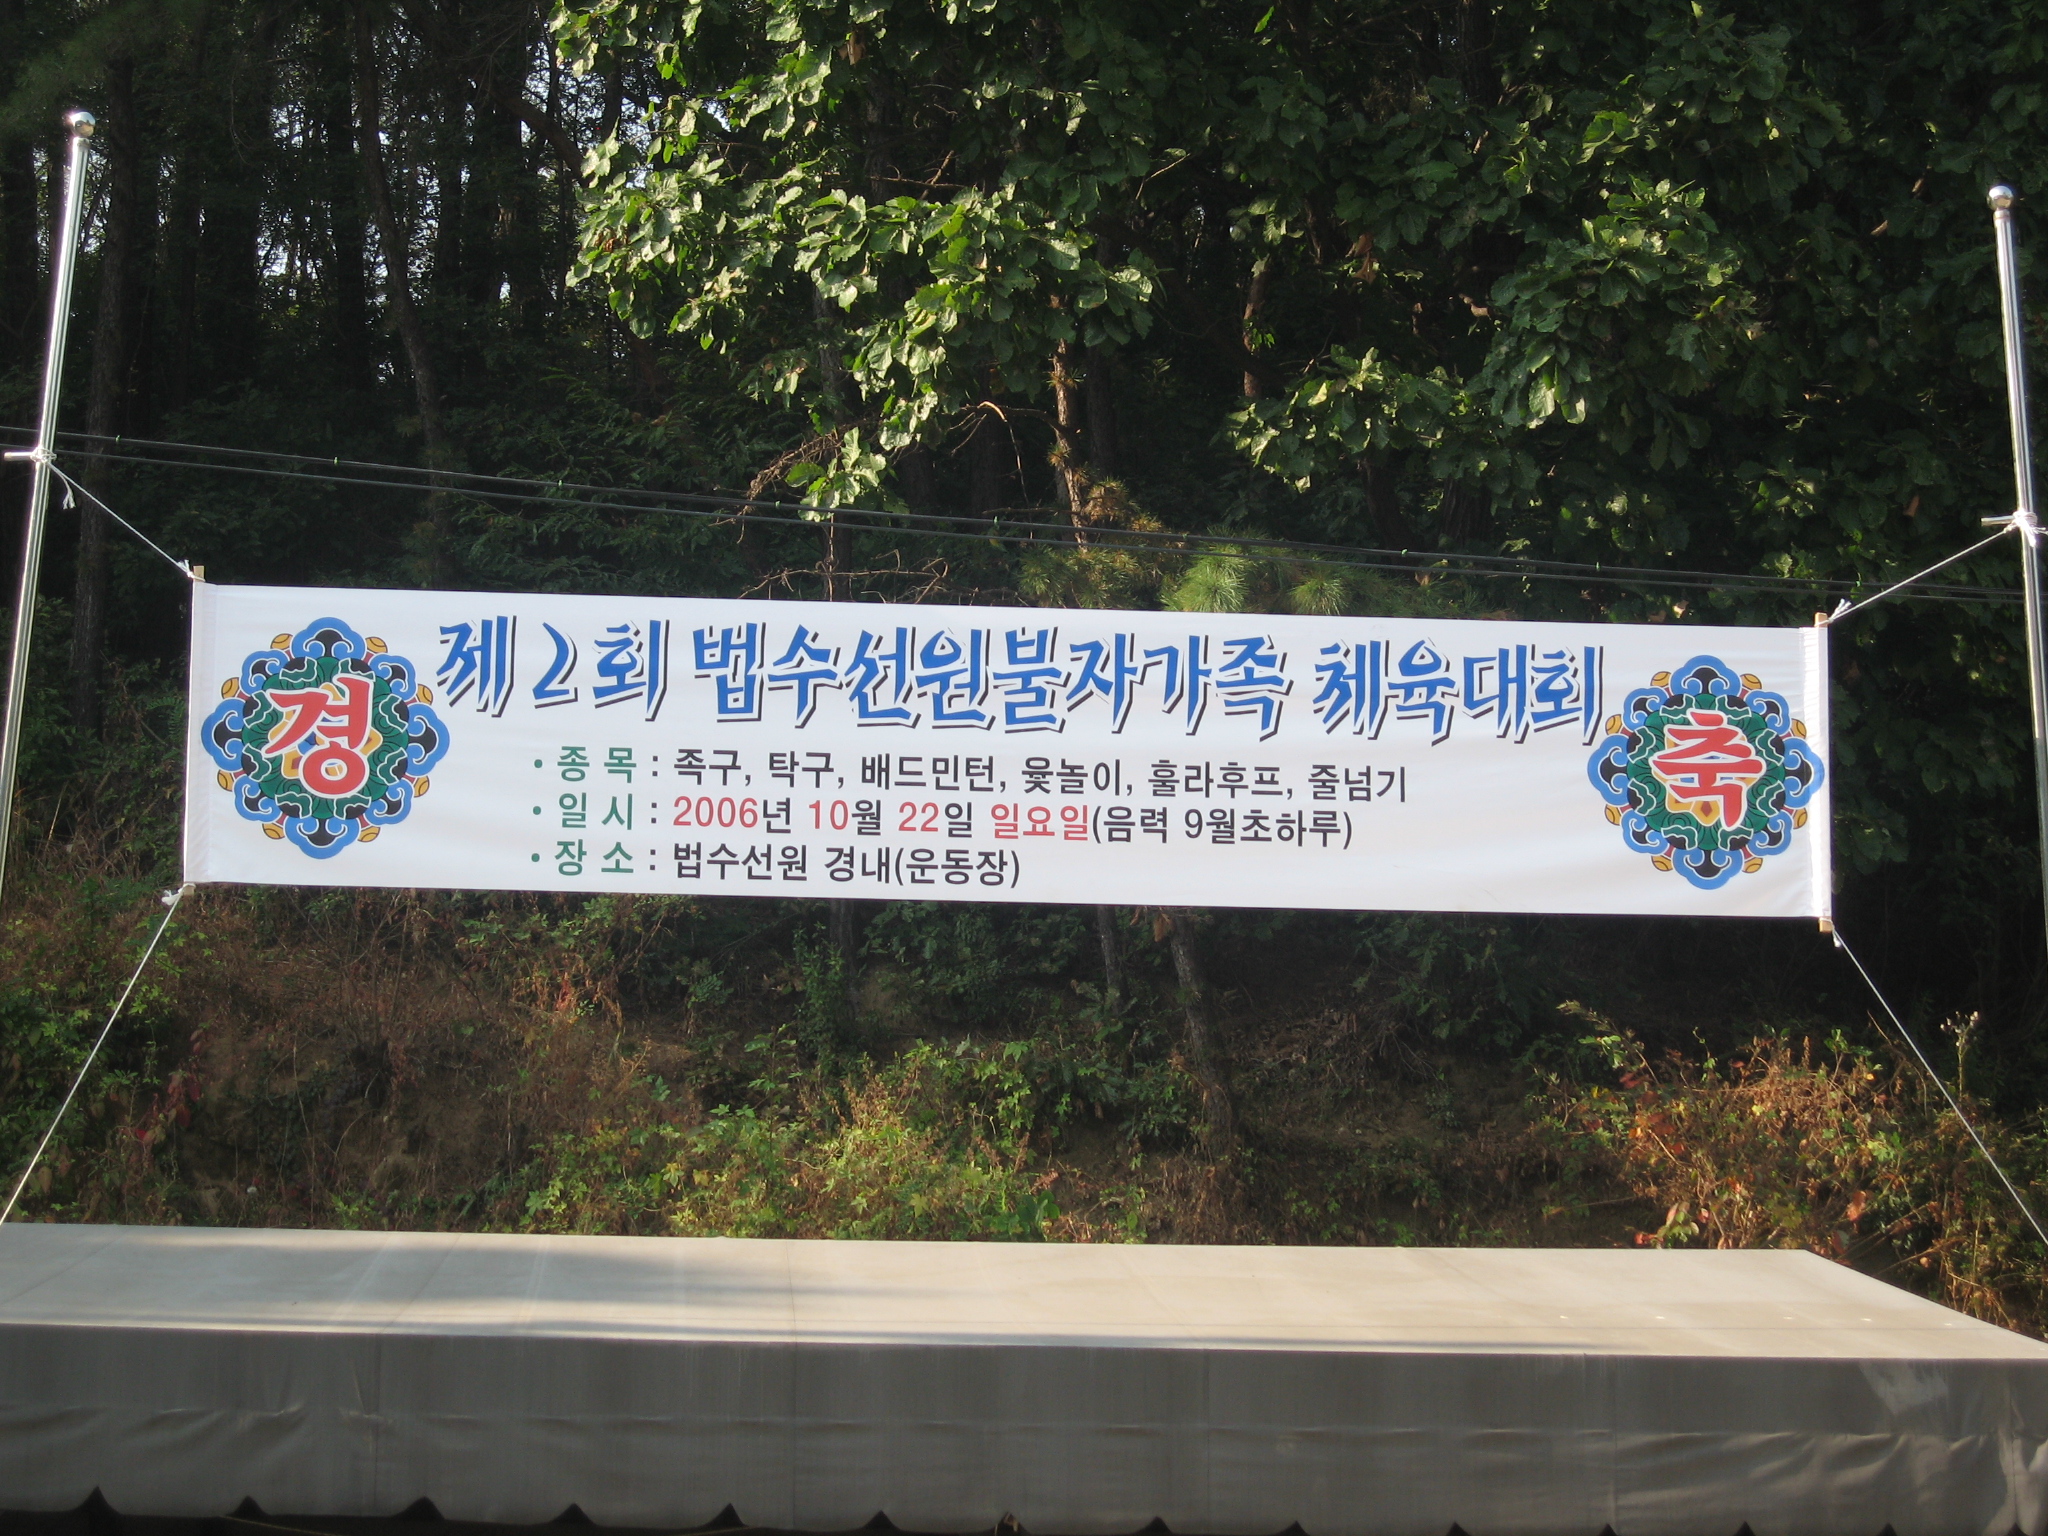 경
제 2 회 법수선원불자가족 체육대회
축
• 종 목 : 족구, 탁구, 배드민턴, 윷놀이, 훌라후프, 줄넘기
• 일 시 : 2006년 10월 22일 일요일(음력 9월초하루)
• 장 소 : 법수선원 경내(운동장)